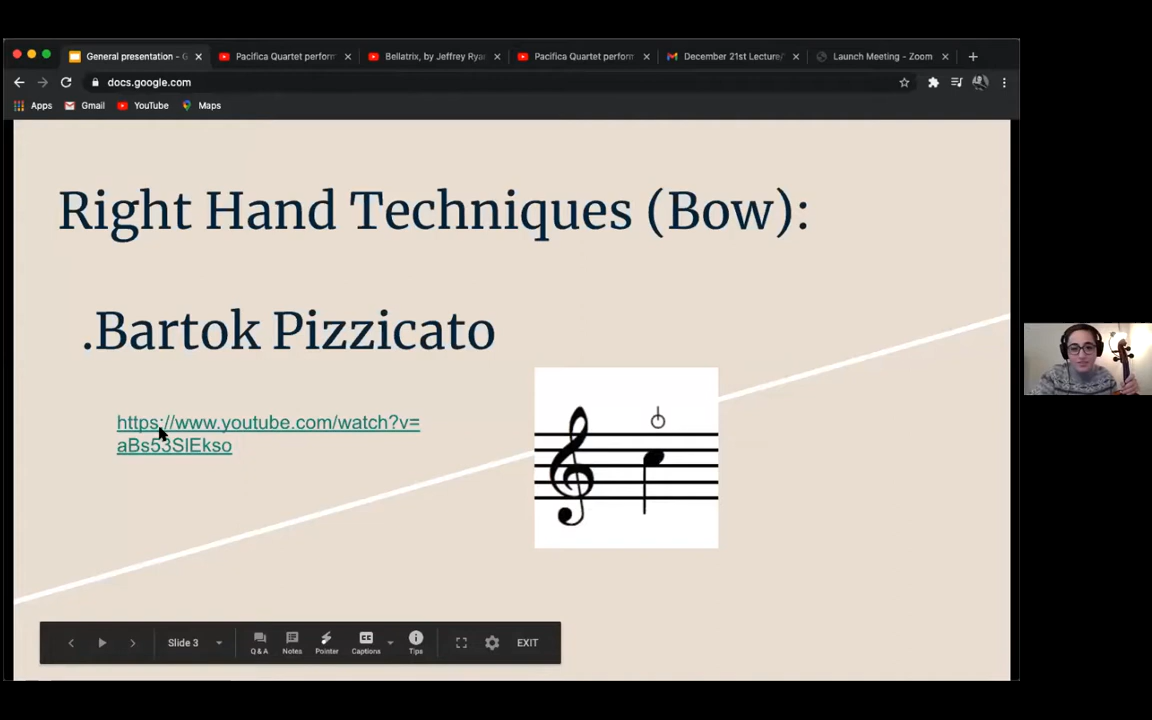 General presentation - G
Pacifica Quartet perform
Bellatrix, by Jeffrey Rya
Pacifica Quartet perform
December 21st Lecture/
Launch Meeting - Zoom
docs.google.com
Apps
Gmail
YouTube
Maps
Right Hand Techniques (Bow):
.Bartok Pizzicato
https://www.youtube.com/watch?v=
aBs53SlEkso
Slide 3
Q&A
Notes
Pointer
CC
Captions
Tips
EXIT